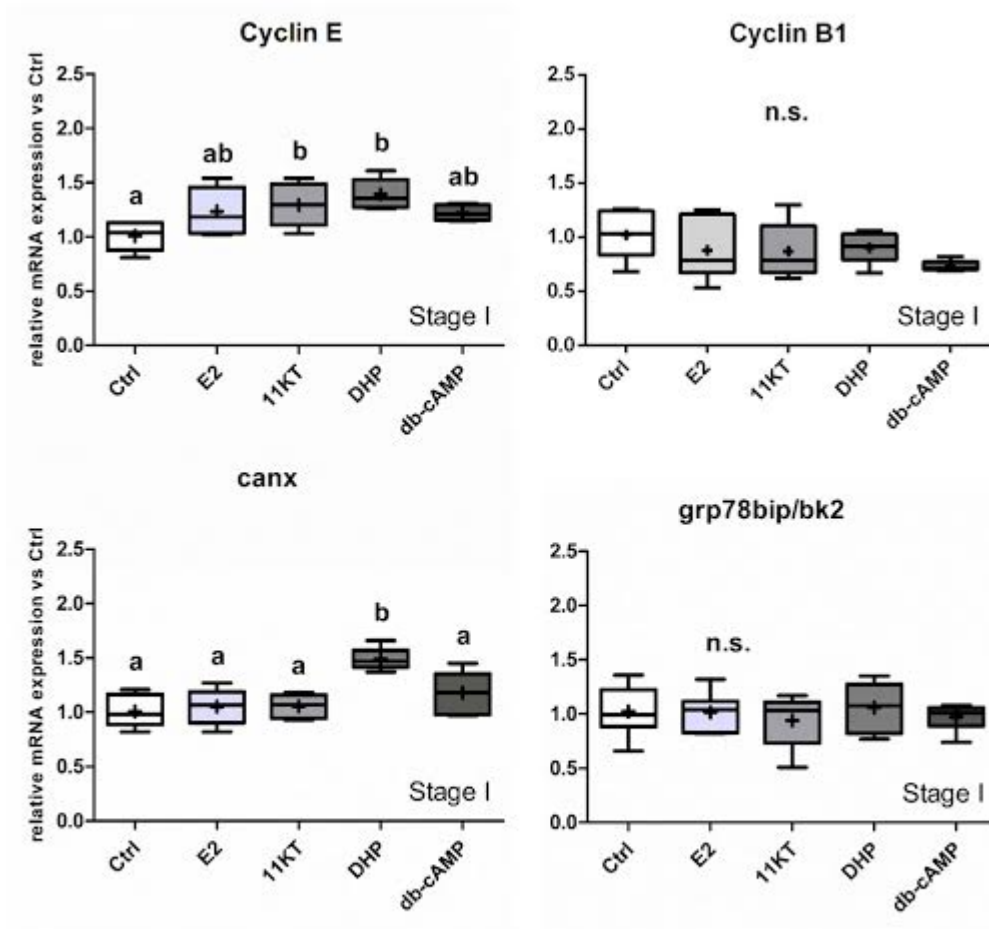 Cyclin E
relative mRNA expression vs Ctrl
2.5
2.0
1.5
1.0
0.5
0.0
a
ab
b
b
ab
Stage I
Ctrl
E2
11KT
DHP
db-cAMP
Cyclin B1
2.5
2.0
1.5
1.0
0.5
0.0
n.s.
Stage I
Ctrl
E2
11KT
DHP
db-cAMP
canx
relative mRNA expression vs Ctrl
2.5
2.0
1.5
1.0
0.5
0.0
a
a
a
b
a
Stage I
Ctrl
E2
11KT
DHP
db-cAMP
grp78bip/bk2
2.5
2.0
1.5
1.0
0.5
0.0
n.s.
Stage I
Ctrl
E2
11KT
DHP
db-cAMP